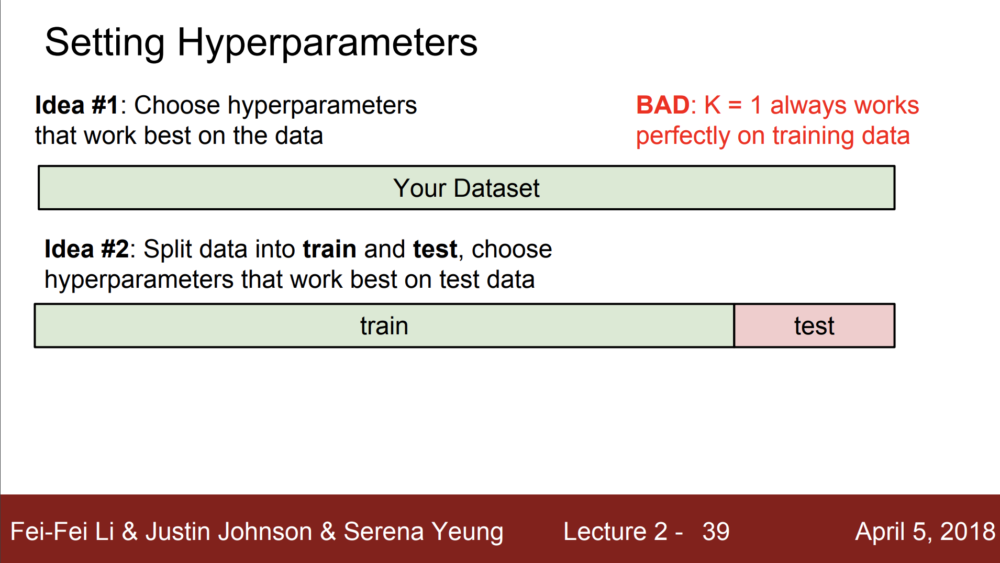 Setting Hyperparameters
Idea #1: Choose hyperparameters
that work best on the data
BAD: K = 1 always works
perfectly on training data
Your Dataset
Idea #2: Split data into train and test, choose
hyperparameters that work best on test data
train
test
Fei-Fei Li & Justin Johnson & Serena Yeung
Lecture 2 - 39
April 5, 2018